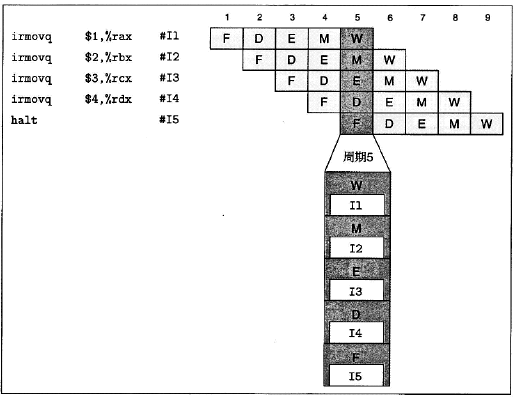 1 2 3 4 5 6 7 8 9
irmovq $1,%rax #I1 F D E M W
irmovq $2,%rbx #I2 F D E M W
irmovq $3,%rcx #I3 F D E M W
irmovq $4,%rdx #I4 F D E M W
halt #I5 F D E M W
周期5
W
I1
M
I2
E
I3
D
I4
F
I5